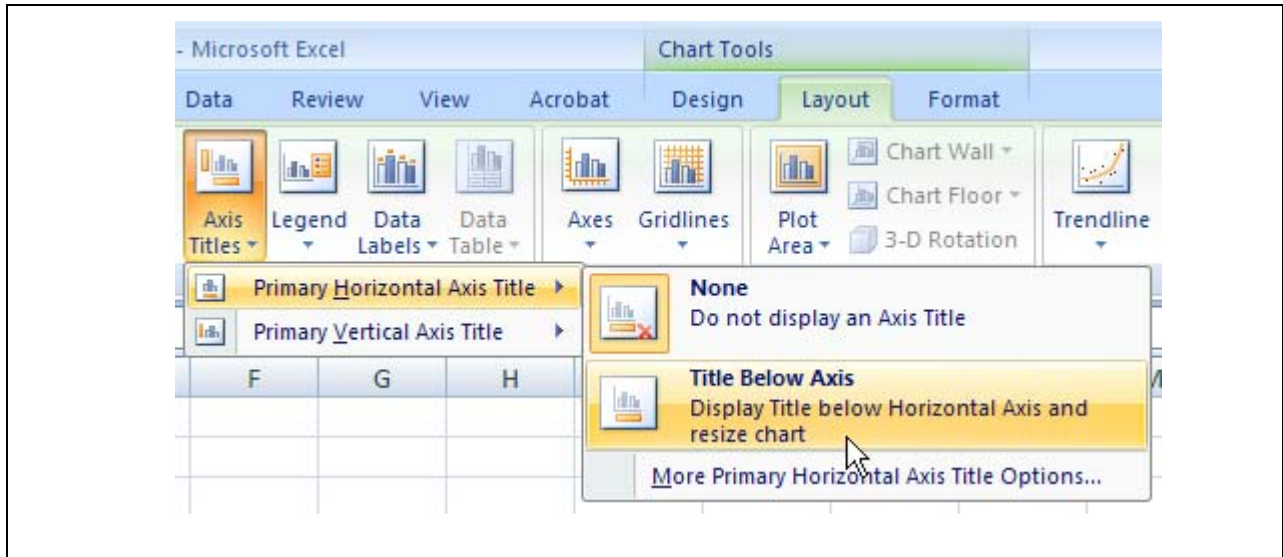 - Microsoft Excel Chart Tools
Data Review View Acrobat Design Layout Format
Axis Titles Legend Data Labels Data Table Axes Gridlines Plot Area Chart Wall Chart Floor 3-D Rotation Trendline
Primary Horizontal Axis Title
Primary Vertical Axis Title
None
Do not display an Axis Title
Title Below Axis
Display Title below Horizontal Axis and
resize chart
More Primary Horizontal Axis Title Options...
F G H